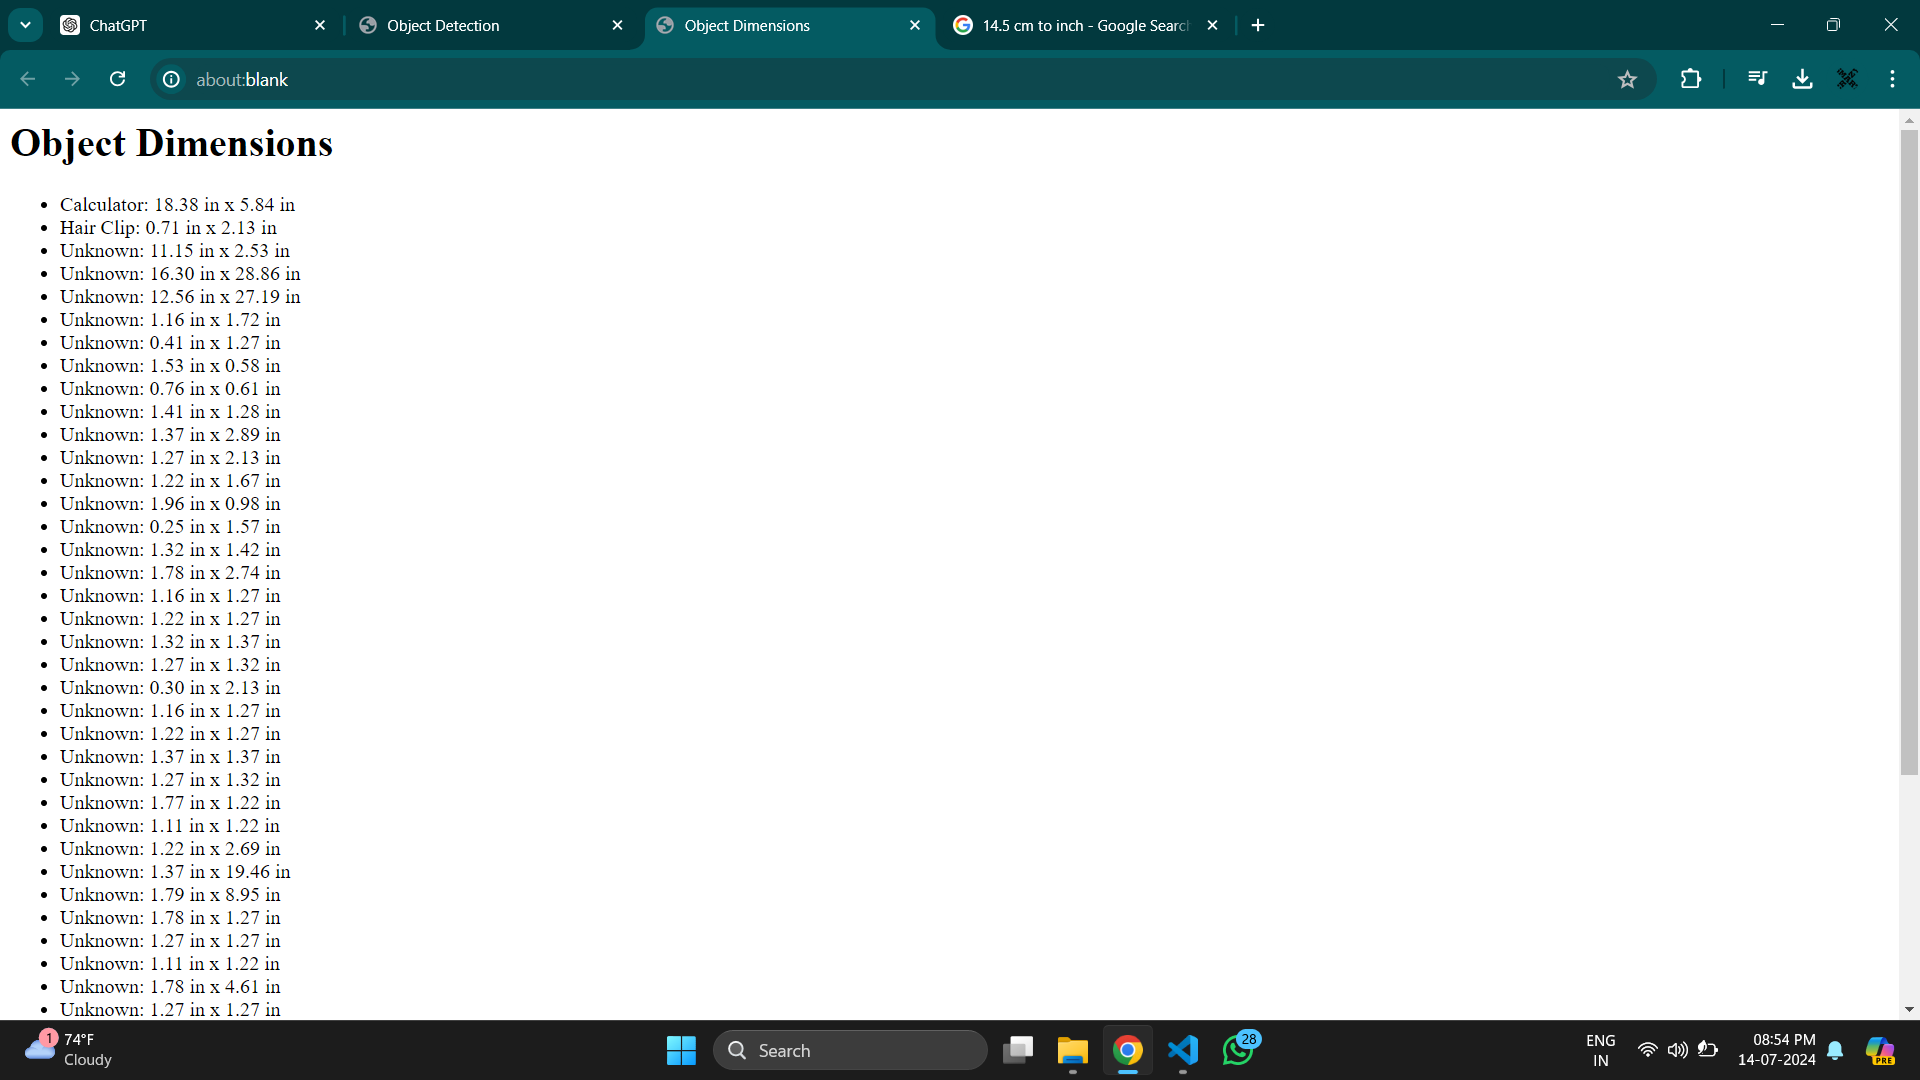 ChatGPT
Object Detection
Object Dimensions
14.5 cm to inch - Google Search
about:blank
Object Dimensions
Calculator: 18.38 in x 5.84 in
Hair Clip: 0.71 in x 2.13 in
Unknown: 11.15 in x 2.53 in
Unknown: 16.30 in x 28.86 in
Unknown: 12.56 in x 27.19 in
Unknown: 1.16 in x 1.72 in
Unknown: 0.41 in x 1.27 in
Unknown: 1.53 in x 0.58 in
Unknown: 0.76 in x 0.61 in
Unknown: 1.41 in x 1.28 in
Unknown: 1.37 in x 2.89 in
Unknown: 1.27 in x 2.13 in
Unknown: 1.22 in x 1.67 in
Unknown: 1.96 in x 0.98 in
Unknown: 0.25 in x 1.57 in
Unknown: 1.32 in x 1.42 in
Unknown: 1.78 in x 2.74 in
Unknown: 1.16 in x 1.27 in
Unknown: 1.22 in x 1.27 in
Unknown: 1.32 in x 1.37 in
Unknown: 1.27 in x 1.32 in
Unknown: 0.30 in x 2.13 in
Unknown: 1.16 in x 1.27 in
Unknown: 1.22 in x 1.27 in
Unknown: 1.37 in x 1.37 in
Unknown: 1.27 in x 1.32 in
Unknown: 1.77 in x 1.22 in
Unknown: 1.11 in x 1.22 in
Unknown: 1.22 in x 2.69 in
Unknown: 1.37 in x 19.46 in
Unknown: 1.79 in x 8.95 in
Unknown: 1.78 in x 1.27 in
Unknown: 1.27 in x 1.27 in
Unknown: 1.11 in x 1.22 in
Unknown: 1.78 in x 4.61 in
Unknown: 1.27 in x 1.27 in
1
74°F
Cloudy
Search
28
ENG
IN
08:54 PM
14-07-2024
PRE